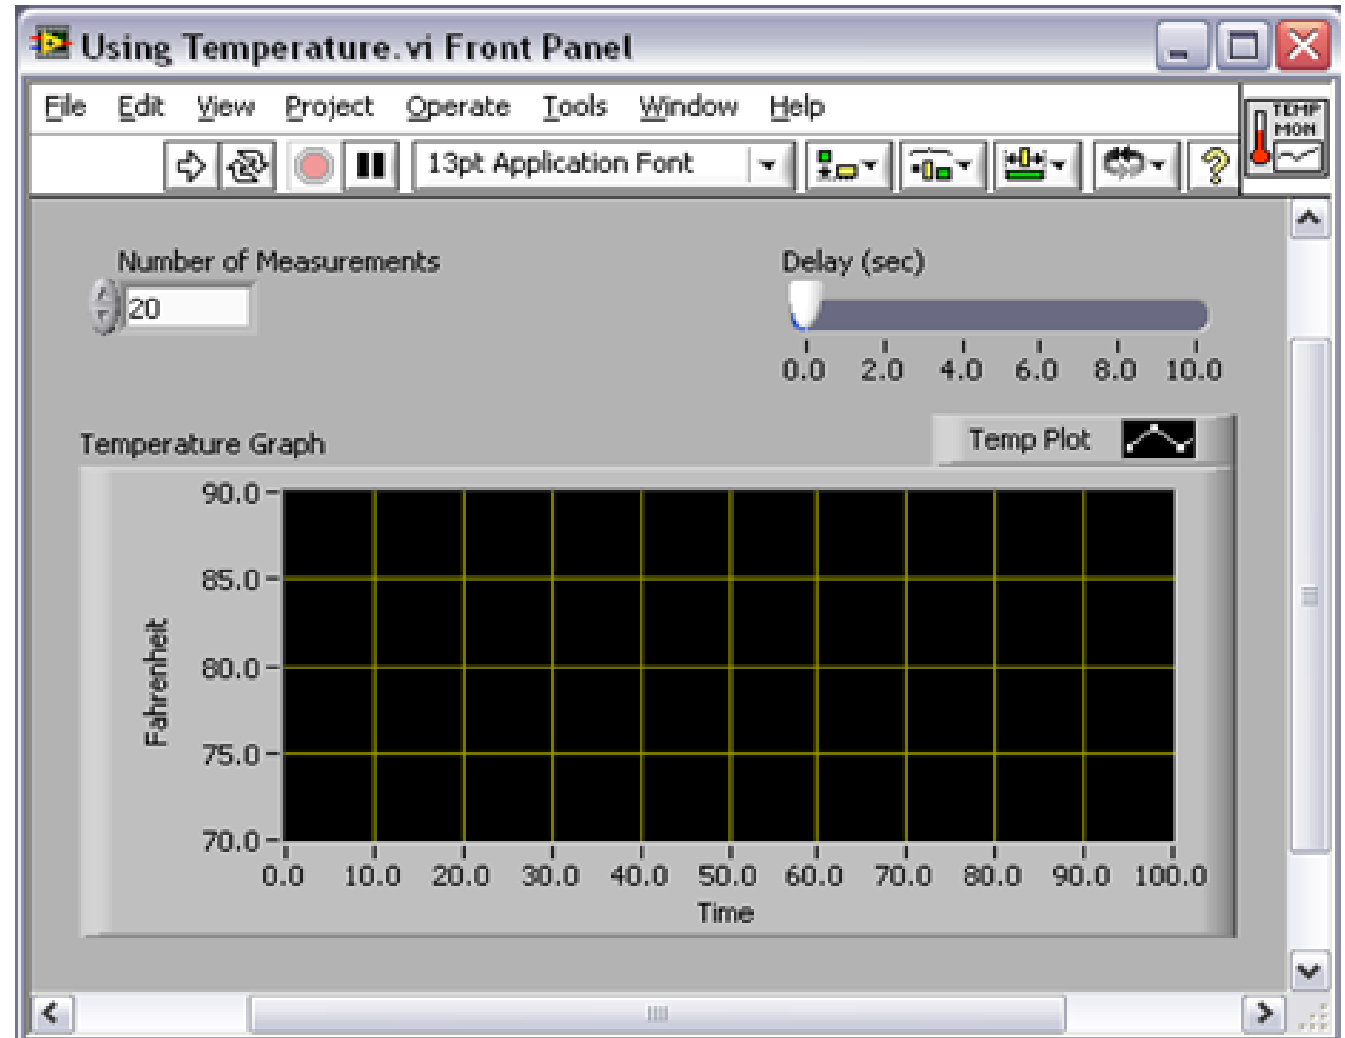 Using Temperature.vi Front Panel
File Edit View Project Operate Tools Window Help
TEMP
MON
13pt Application Font
?
Number of Measurements
20
Delay (sec)
0.0 2.0 4.0 6.0 8.0 10.0
Temperature Graph
Temp Plot
90.0
85.0
80.0
75.0
70.0
Fahrenheit
0.0 10.0 20.0 30.0 40.0 50.0 60.0 70.0 80.0 90.0 100.0
Time